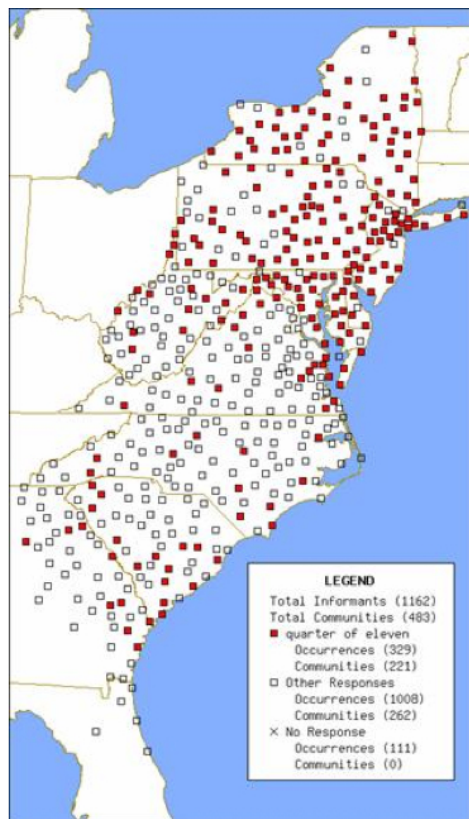 LEGEND
Total Informants (1162)
Total Communities (483)
quarter of eleven
Occurrences (329)
Communities (221)
Other Responses
Occurrences (1008)
Communities (262)
× No Response
Occurrences (111)
Communities (0)